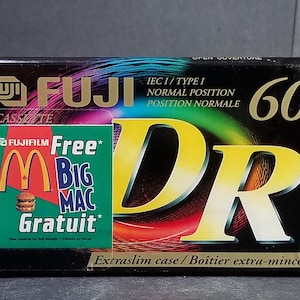 OPEN · OUVERTURE
FUJI
IEC I / TYPE I
NORMAL POSITION
POSITION NORMALE
60
CASSETTE
FUJIFILM
Free*
BIG
MAC
Gratuit*
DR
Extraslim case / Boîtier extra-mince